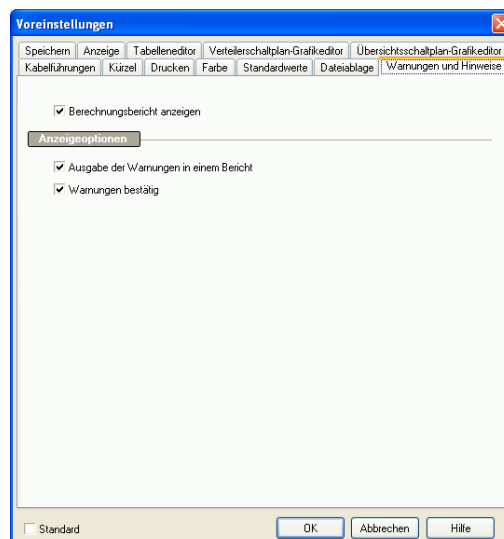 Voreinstellungen
Speichern Anzeige Tabelleneditor Verteilerschaltplan-Grafikeditor Übersichtsschaltplan-Grafikeditor
Kabelführungen Kürzel Drucken Farbe Standardwerte Dateiablage Warnungen und Hinweise
Berechnungsbericht anzeigen
Anzeigeoptionen
Ausgabe der Warnungen in einem Bericht
Warnungen bestätig
Standard OK Abbrechen Hilfe